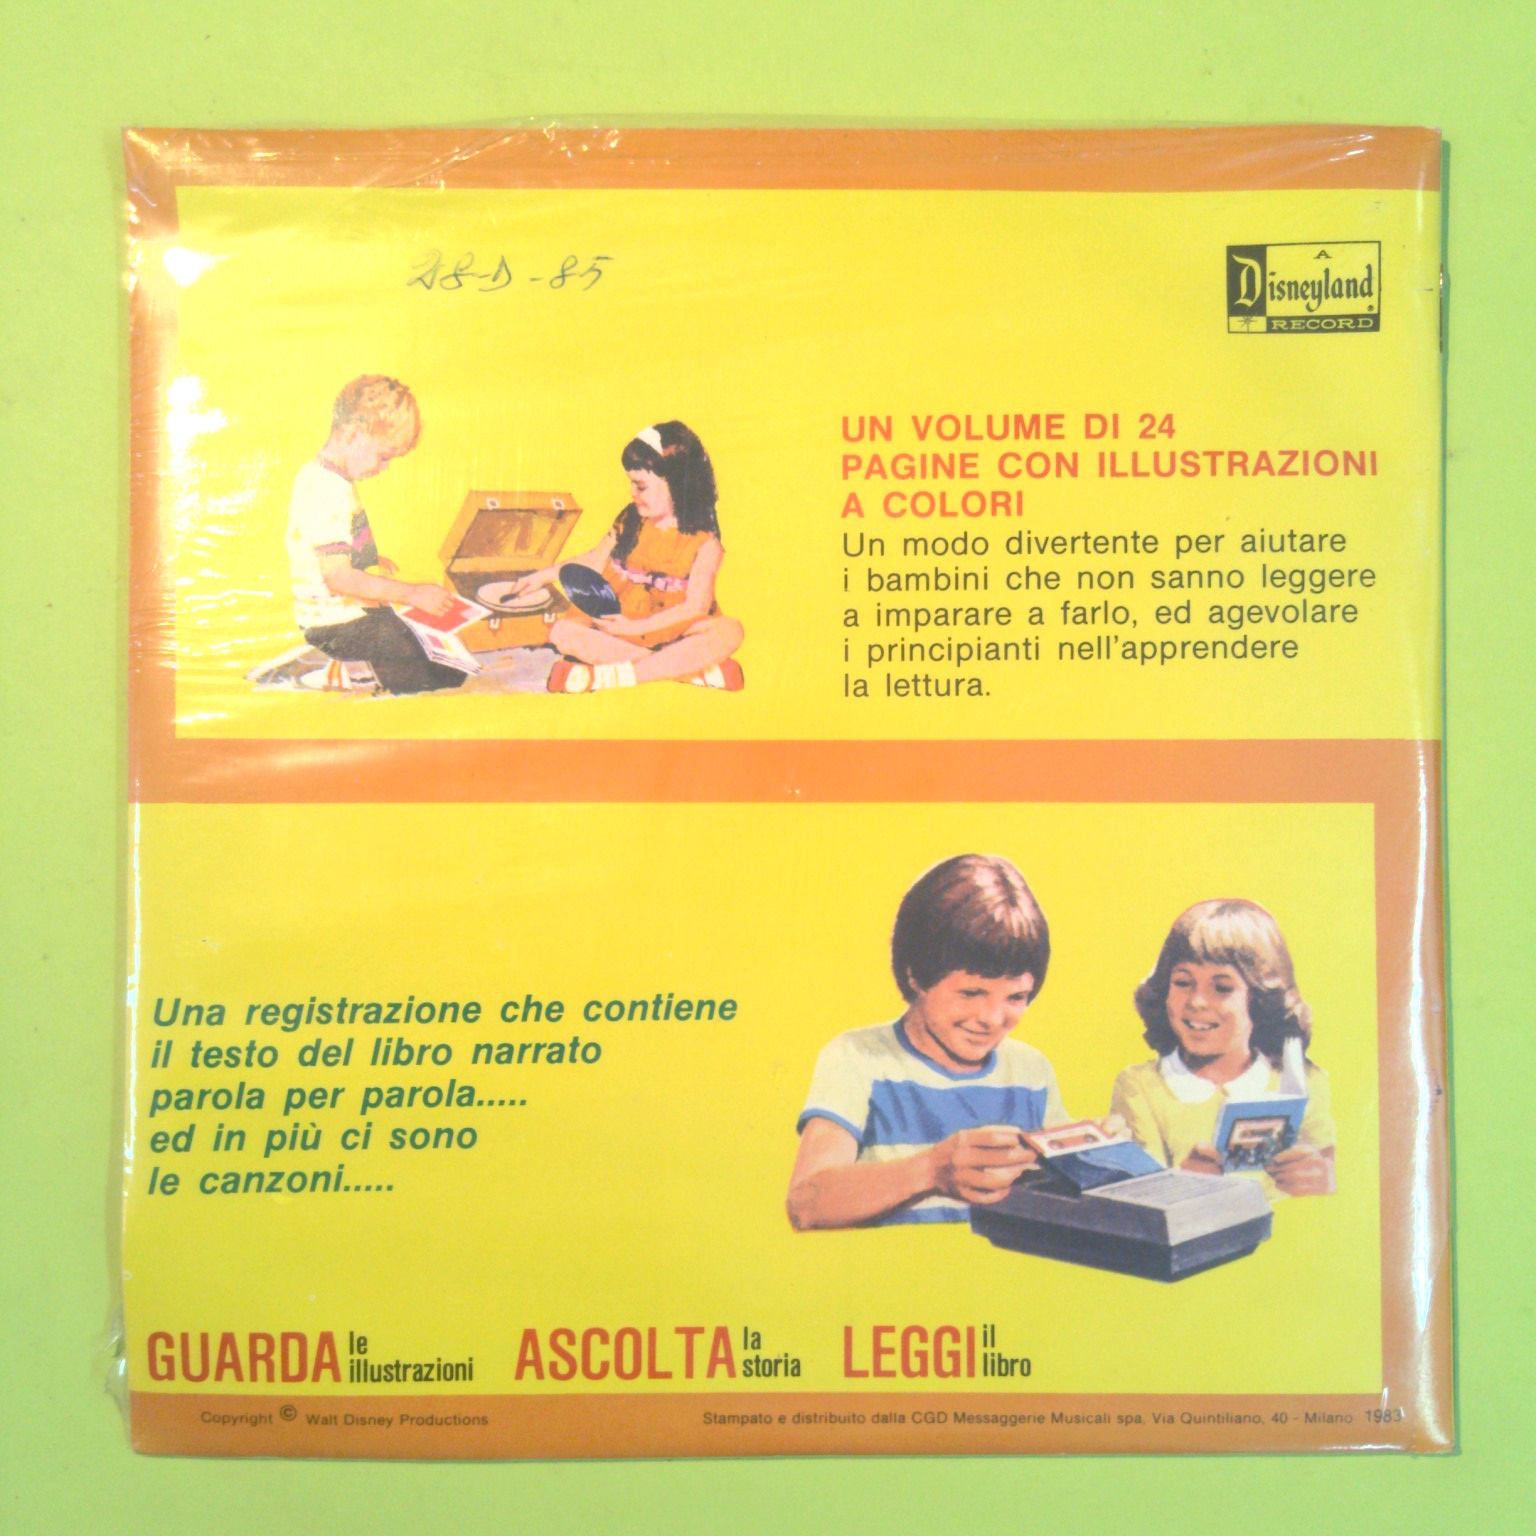 28-D-85
A
Disneyland
RECORD
UN VOLUME DI 24
PAGINE CON ILLUSTRAZIONI
A COLORI
Un modo divertente per aiutare
i bambini che non sanno leggere
a imparare a farlo, ed agevolare
i principianti nell'apprendere
la lettura.
Una registrazione che contiene
il testo del libro narrato
parola per parola.....
ed in più ci sono
le canzoni.....
GUARDA le illustrazioni ASCOLTA la storia LEGGI il libro
Copyright © Walt Disney Productions Stampato e distribuito dalla CGD Messaggerie Musicali spa, Via Quintiliano, 40 - Milano 1983